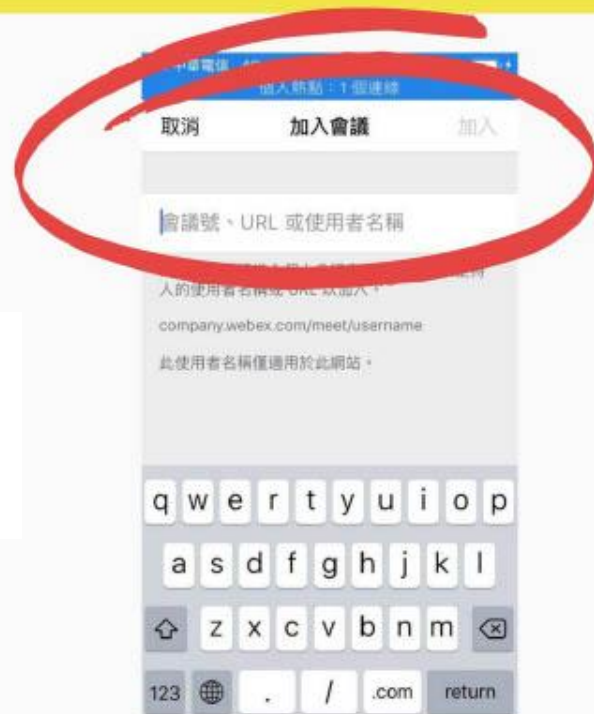 中華電信
個人熱點：1 個連線
取消 加入會議 加入
會議號、URL 或使用者名稱
人的使用者名稱或 URL 以加入。
company.webex.com/meet/username
此使用者名稱僅適用於此網站。
q w e r t y u i o p
a s d f g h j k l
z x c v b n m
123 . / .com return